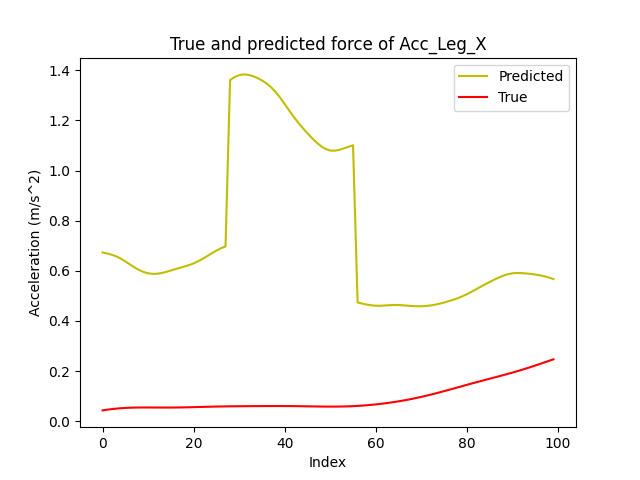 True and predicted force of Acc_Leg_X
Predicted
True
1.4
1.2
1.0
0.8
0.6
0.4
0.2
0.0
Acceleration (m/s^2)
0 20 40 60 80 100
Index